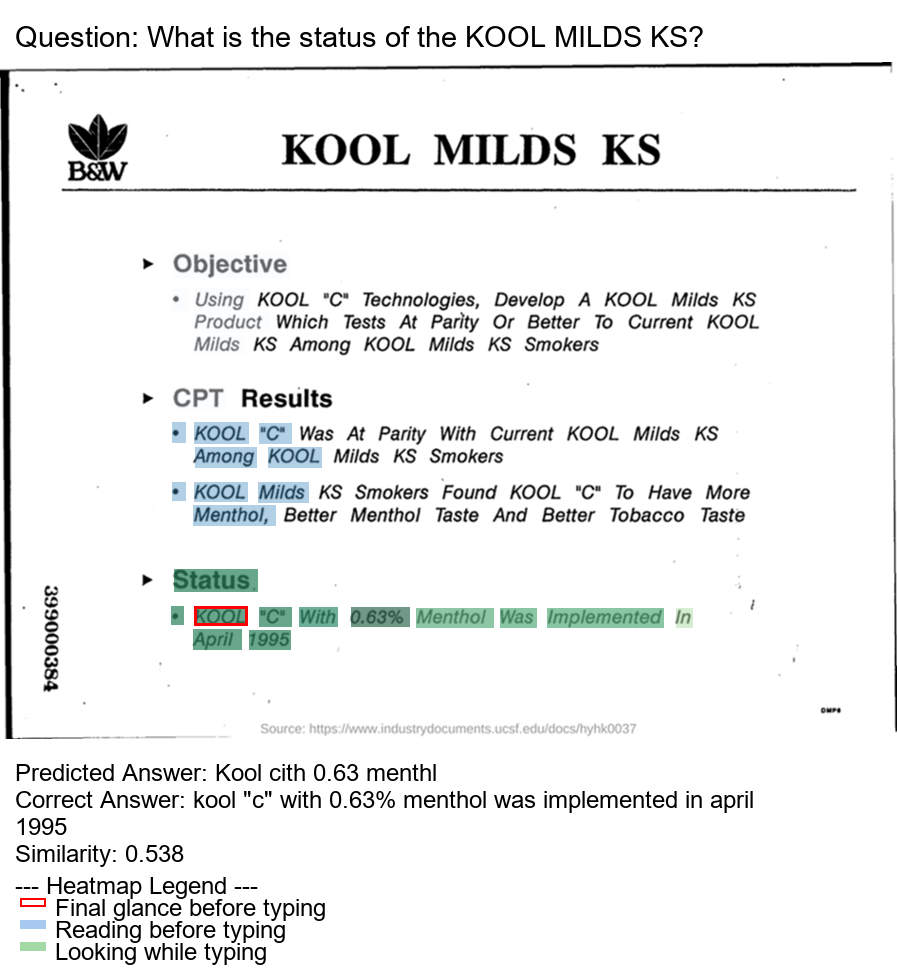 Question: What is the status of the KOOL MILDS KS?
B&W
KOOL MILDS KS
Objective
• Using KOOL "C" Technologies, Develop A KOOL Milds KS
Product Which Tests At Parity Or Better To Current KOOL
Milds KS Among KOOL Milds KS Smokers
CPT Results
• KOOL "C" Was At Parity With Current KOOL Milds KS
Among KOOL Milds KS Smokers
• KOOL Milds KS Smokers Found KOOL "C" To Have More
Menthol, Better Menthol Taste And Better Tobacco Taste
Status
• KOOL "C" With 0.63% Menthol Was Implemented In
April 1995
399000384
Source: https://www.industrydocuments.ucsf.edu/docs/hyhk0037
Predicted Answer: Kool cith 0.63 menthl
Correct Answer: kool "c" with 0.63% menthol was implemented in april
1995
Similarity: 0.538
--- Heatmap Legend ---
Final glance before typing
Reading before typing
Looking while typing